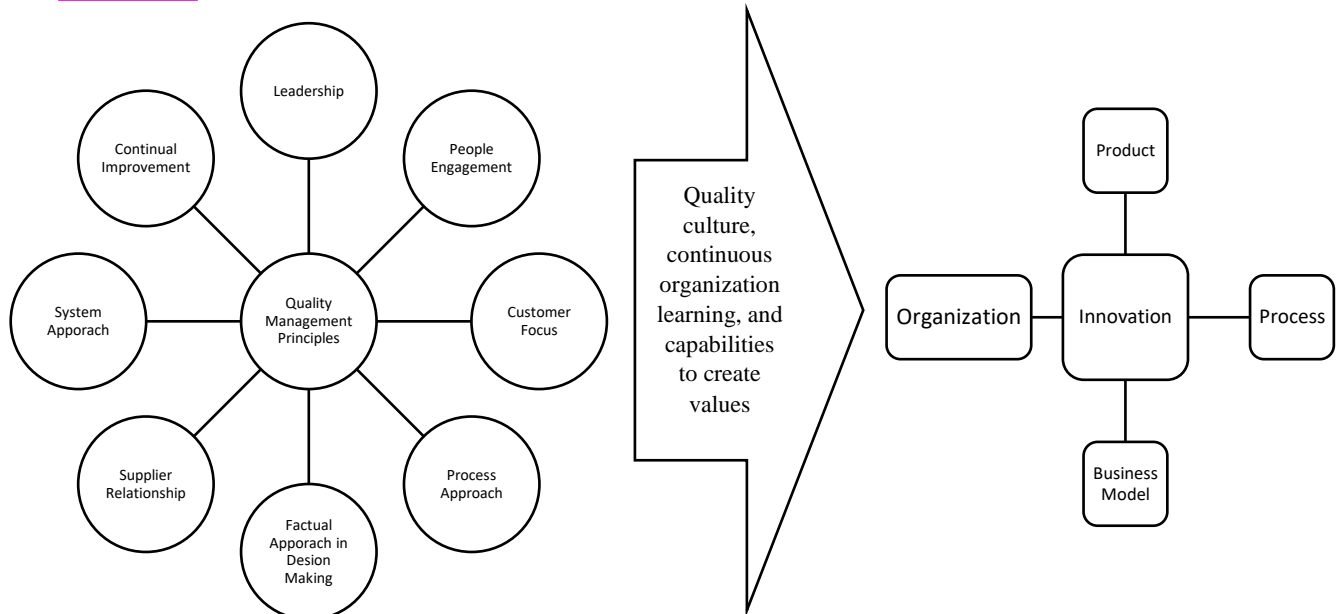 Leadership
People
Engagement
Customer
Focus
Process
Approach
Factual
Apporach in
Desion
Making
Supplier
Relationship
System
Apporach
Continual
Improvement
Quality
Management
Principles
Quality
culture,
continuous
organization
learning, and
capabilities
to create
values
Product
Organization
Innovation
Process
Business
Model